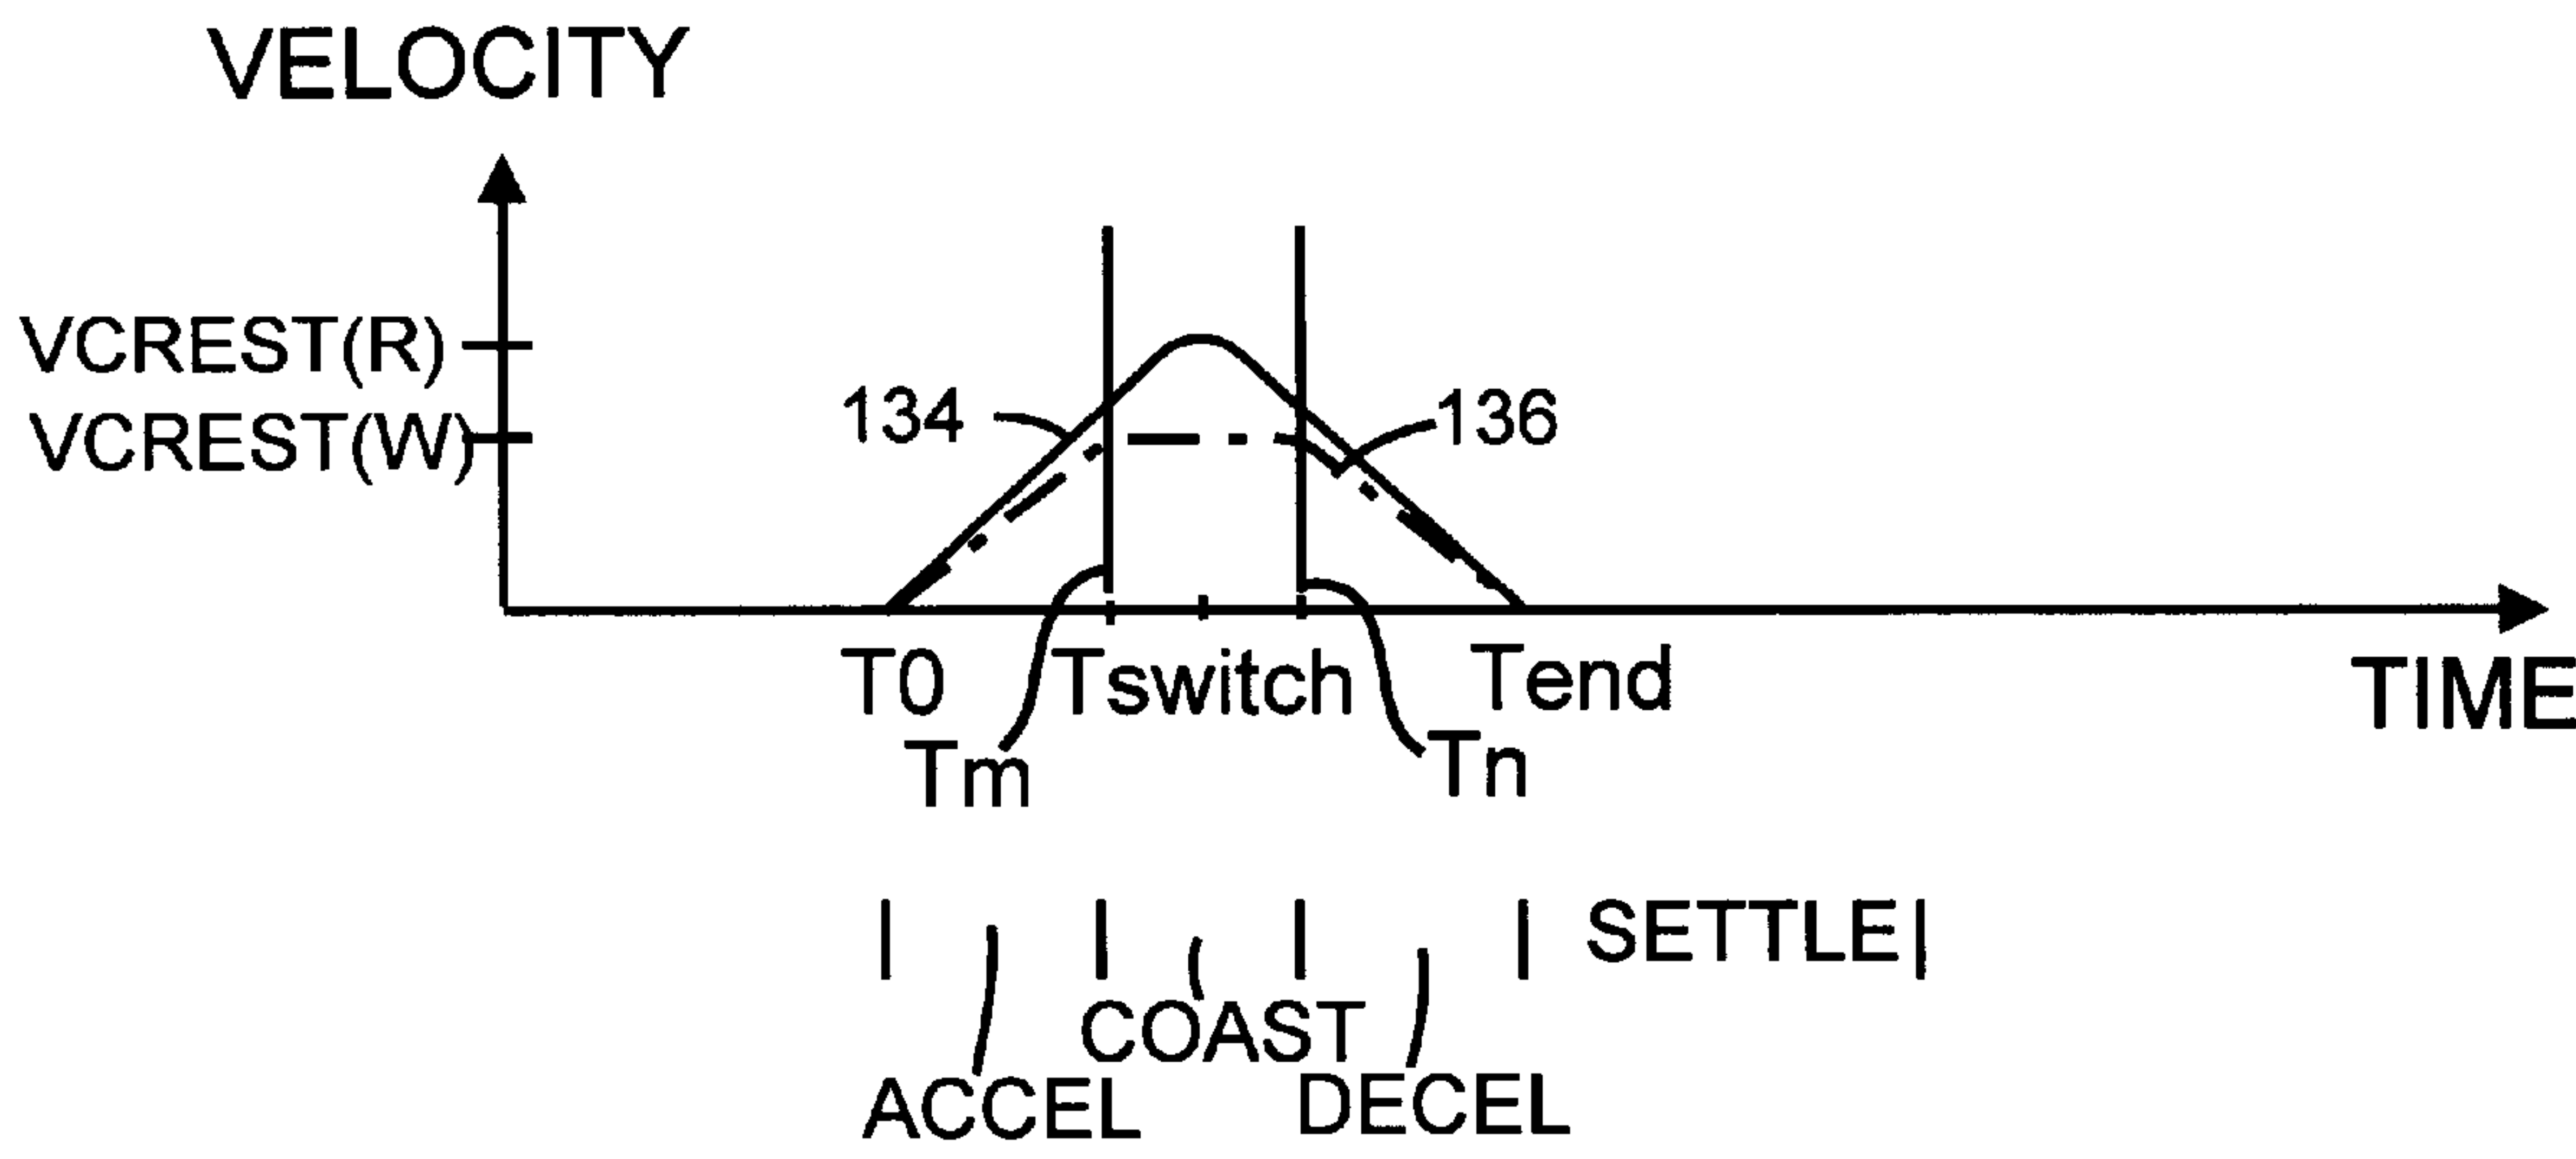 VELOCITY
VCREST(R)
VCREST(W)
134
136
T0
Tswitch
Tend
TIME
Tm
Tn
SETTLE
COAST
ACCEL
DECEL